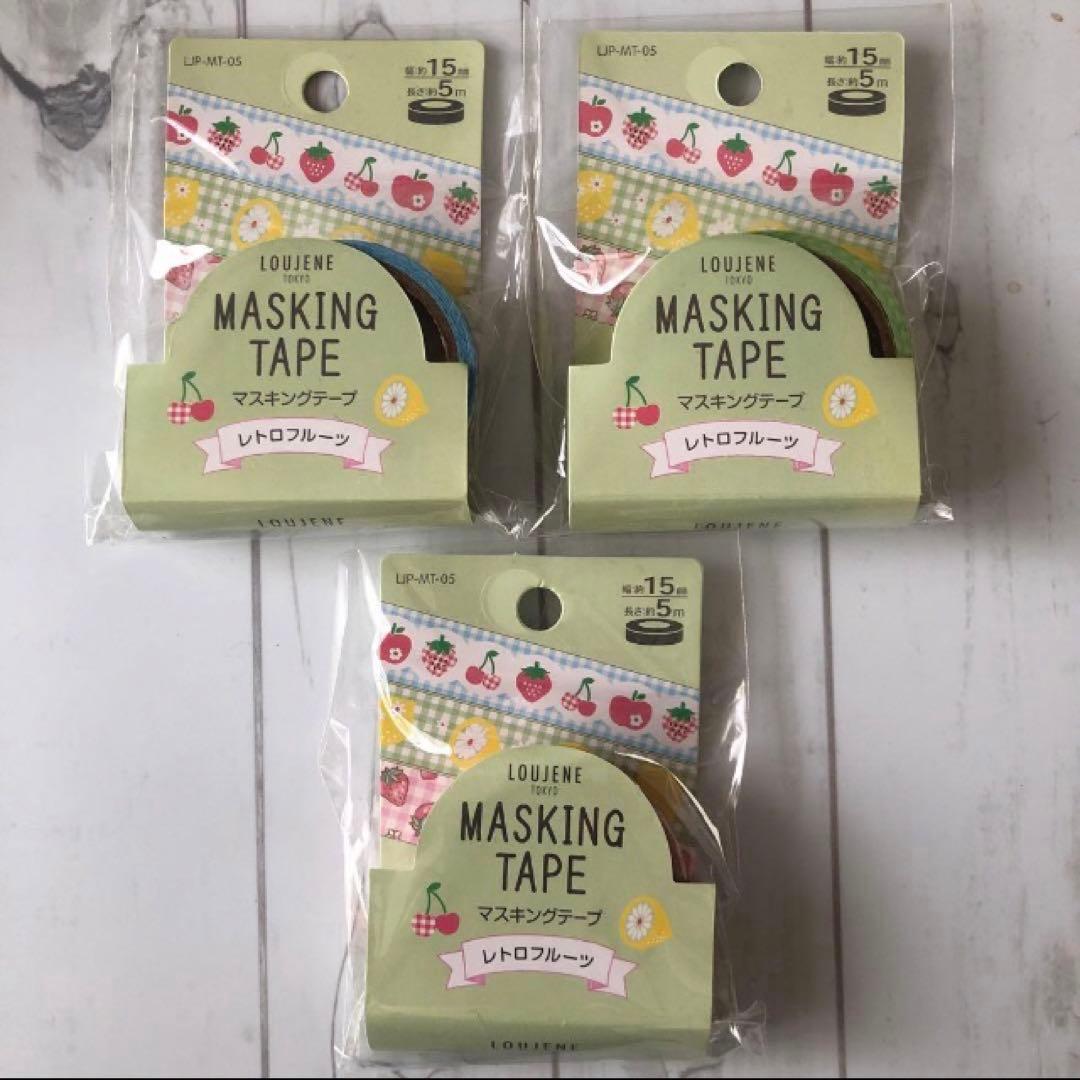 LJP-MT-05
幅:約15mm
長さ:約5m
LOUJENE
TOKYO
MASKING
TAPE
マスキングテープ
レトロフルーツ
LOUJENE
LJP-MT-05
幅:約15mm
長さ:約5m
LOUJENE
TOKYO
MASKING
TAPE
マスキングテープ
レトロフルーツ
LOUJENE
LJP-MT-05
幅:約15mm
長さ:約5m
LOUJENE
TOKYO
MASKING
TAPE
マスキングテープ
レトロフルーツ
LOUJENE